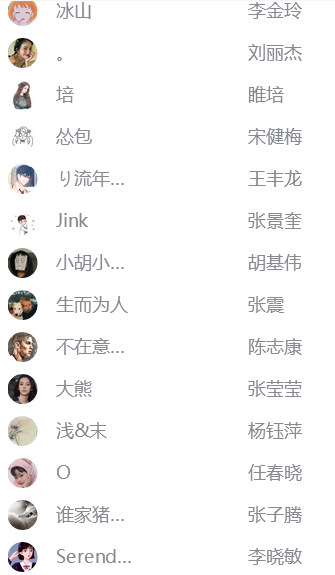 冰山 李金玲
。 刘丽杰
培 睢培
怂包 宋健梅
り流年... 王丰龙
Jink 张景奎
小胡小... 胡基伟
生而为人 张震
不在意... 陈志康
大熊 张莹莹
浅&末 杨钰萍
O 任春晓
谁家猪... 张子腾
Serend... 李晓敏